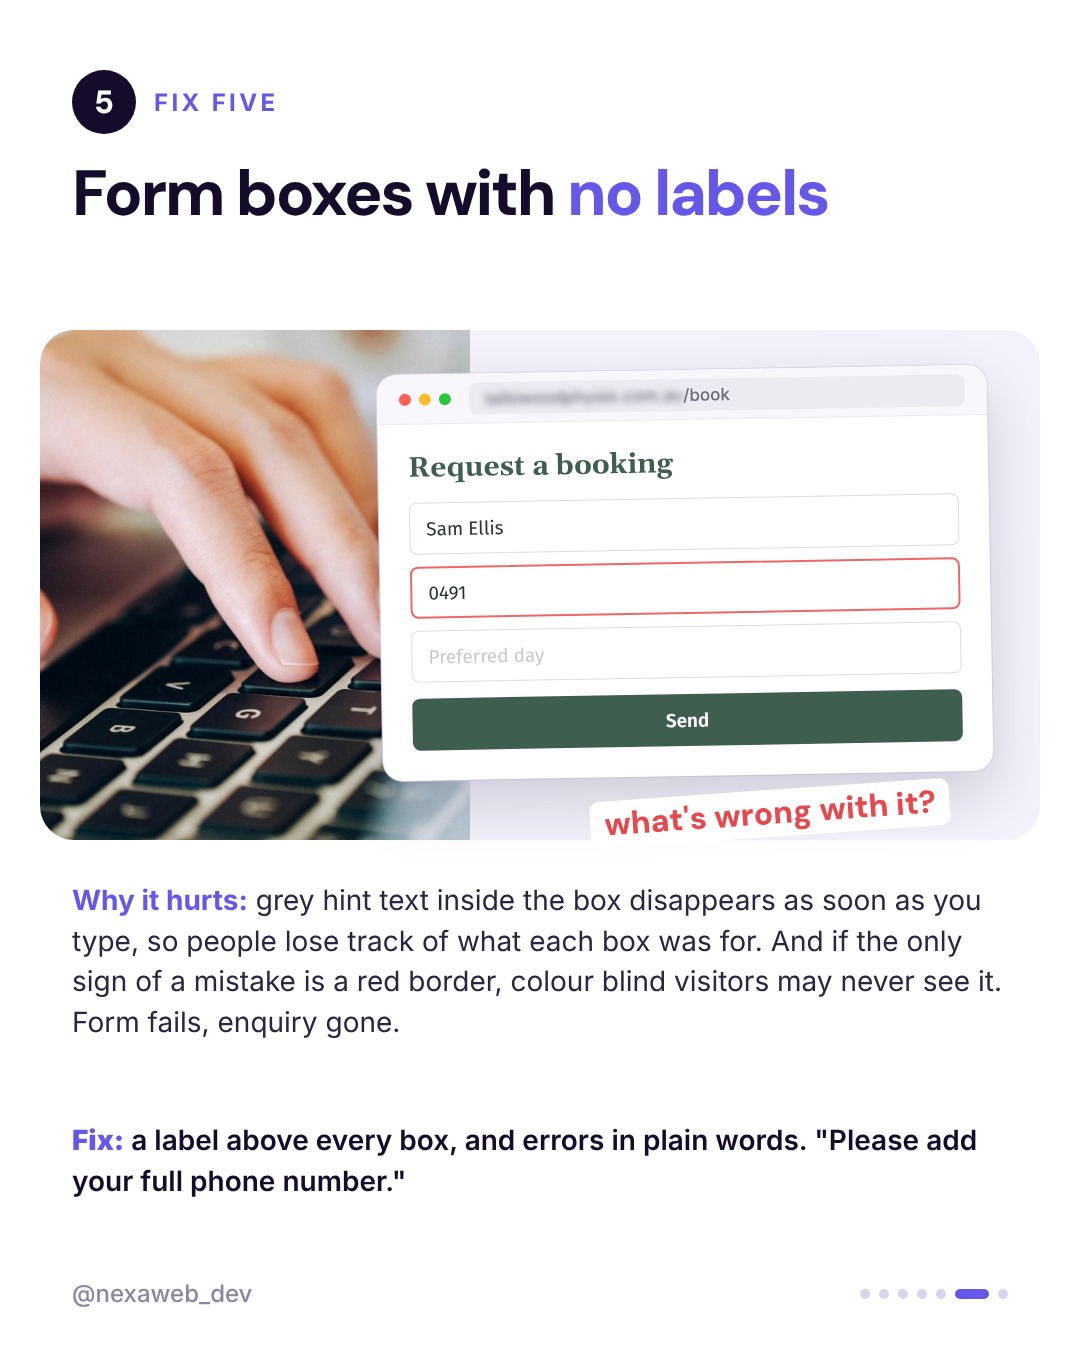 5
FIX FIVE
Form boxes with no labels
/book
Request a booking
Sam Ellis
0491
Preferred day
Send
what's wrong with it?
Why it hurts: grey hint text inside the box disappears as soon as you
type, so people lose track of what each box was for. And if the only
sign of a mistake is a red border, colour blind visitors may never see it.
Form fails, enquiry gone.
Fix: a label above every box, and errors in plain words. "Please add
your full phone number."
@nexaweb_dev
V
G
T
B